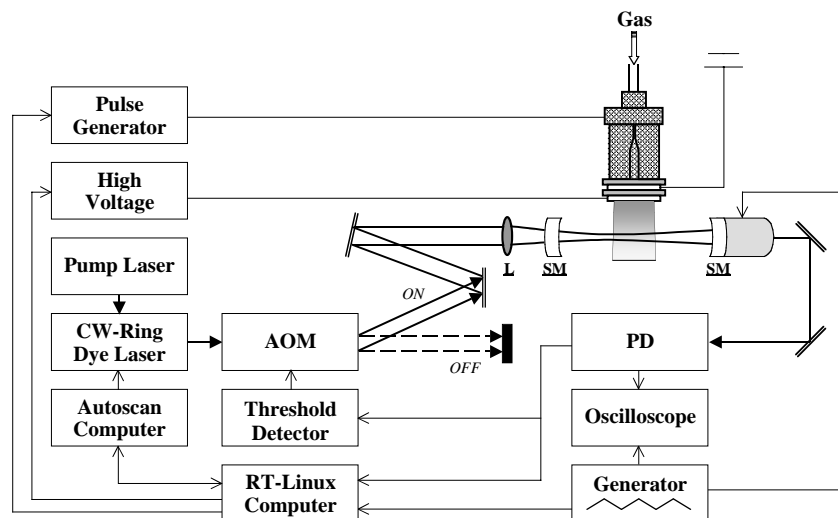 Gas
Pulse
Generator
High
Voltage
Pump Laser
L
SM
SM
ON
CW-Ring
Dye Laser
AOM
OFF
PD
Autoscan
Computer
Threshold
Detector
Oscilloscope
RT-Linux
Computer
Generator